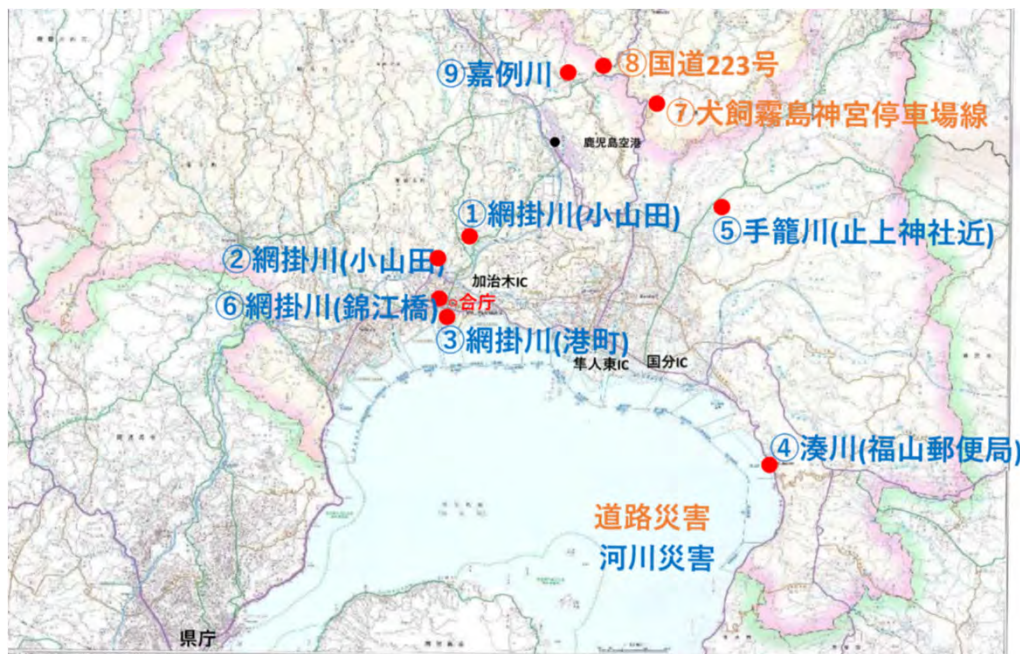 ⑨嘉例川
⑧国道223号
⑦犬飼霧島神宮停車場線
鹿児島空港
①網掛川(小山田)
⑤手籠川(止上神社近)
②網掛川(小山田)
加治木IC
⑥網掛川(錦江橋)
合庁
③網掛川(港町)
隼人東IC
国分IC
④湊川(福山郵便局)
道路災害
河川災害
県庁